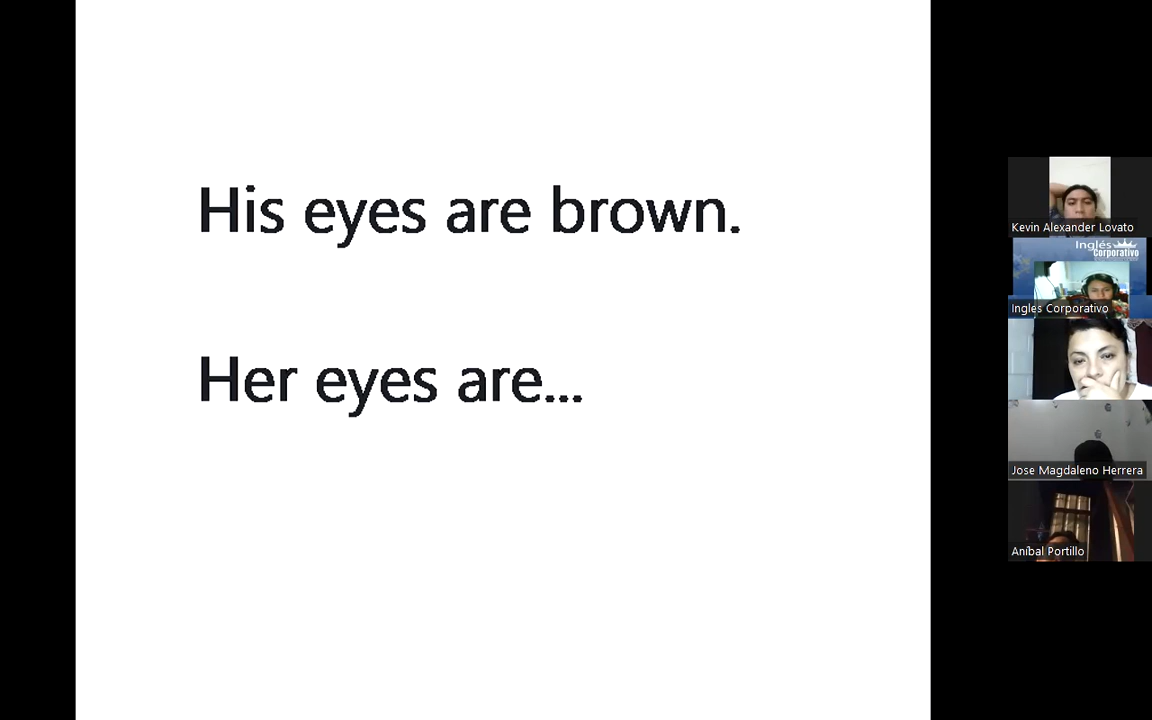 His eyes are brown.
Her eyes are...
Kevin Alexander Lovato
Inglés
Corporativo
Ingles Corporativo
Jose Magdaleno Herrera
Aníbal Portillo